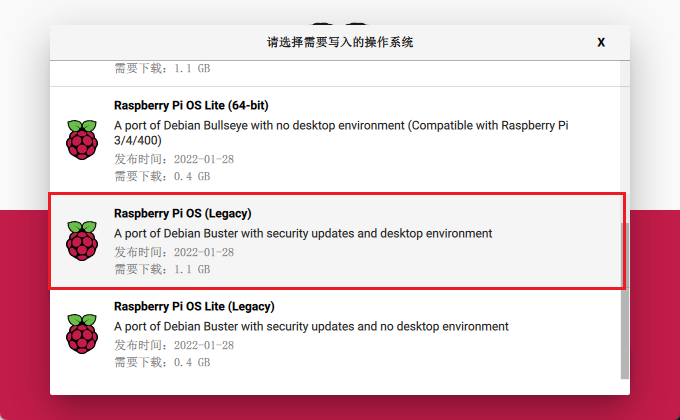 请选择需要写入的操作系统
X
需要下载：1.1 GB
Raspberry Pi OS Lite (64-bit)
A port of Debian Bullseye with no desktop environment (Compatible with Raspberry Pi
3/4/400)
发布时间：2022-01-28
需要下载：0.4 GB
Raspberry Pi OS (Legacy)
A port of Debian Buster with security updates and desktop environment
发布时间：2022-01-28
需要下载：1.1 GB
Raspberry Pi OS Lite (Legacy)
A port of Debian Buster with security updates and no desktop environment
发布时间：2022-01-28
需要下载：0.4 GB